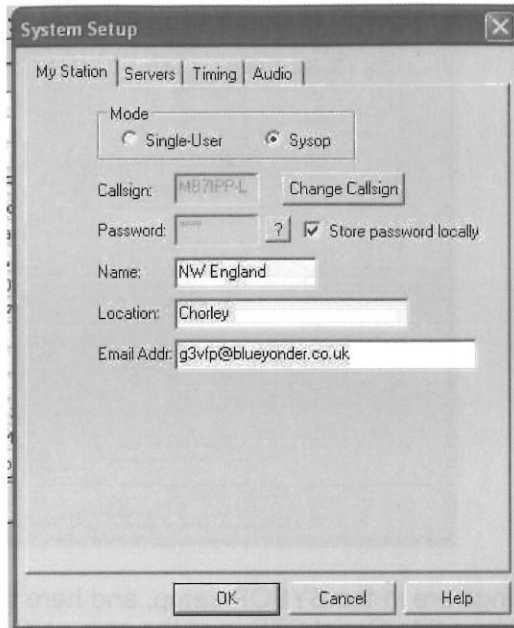 System Setup
My Station Servers Timing Audio
Mode
Single-User Sysop
Callsign: MB7IPP-L Change Callsign
Password: ? Store password locally
Name: NW England
Location: Chorley
Email Addr: g3vfp@blueyonder.co.uk
OK Cancel Help